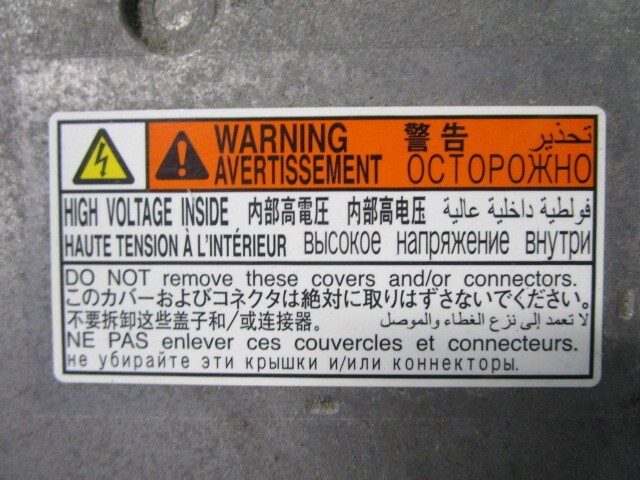 WARNING 警告 تحذير
AVERTISSEMENT ОСТОРОЖНО
HIGH VOLTAGE INSIDE 内部高電圧 内部高电压 فولطية داخلية عالية
HAUTE TENSION À L'INTÉRIEUR высокое напряжение внутри
DO NOT remove these covers and/or connectors.
このカバーおよびコネクタは絶対に取りはずさないでください。
不要拆卸这些盖子和/或连接器。 لا تعمد إلى نزع الغطاء والموصل.
NE PAS enlever ces couvercles et connecteurs.
не убирайте эти крышки и/или коннекторы.